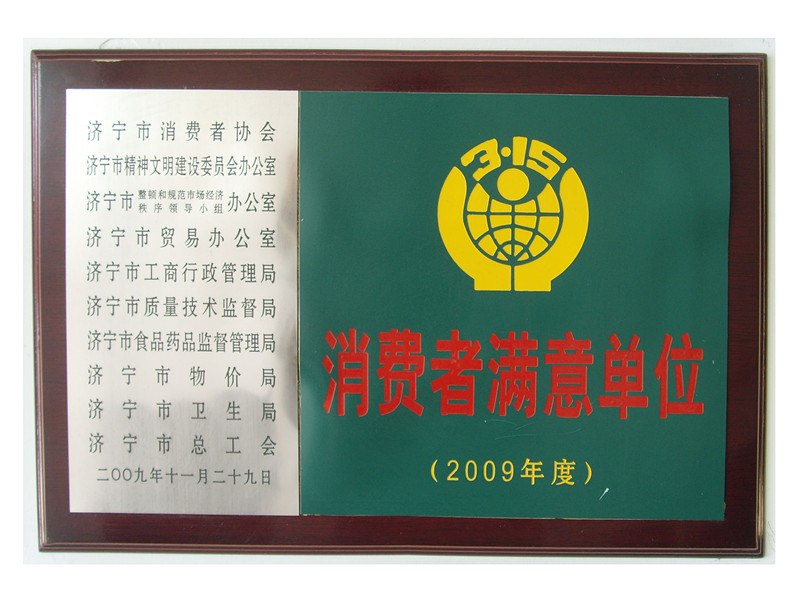 济宁市消费者协会
济宁市精神文明建设委员会办公室
济宁市整顿和规范市场经济秩序领导小组办公室
济宁市贸易办公室
济宁市工商行政管理局
济宁市质量技术监督局
济宁市食品药品监督管理局
济宁市物价局
济宁市卫生局
济宁市总工会
二〇〇九年十一月二十九日
3·15
消费者满意单位
(2009年度)